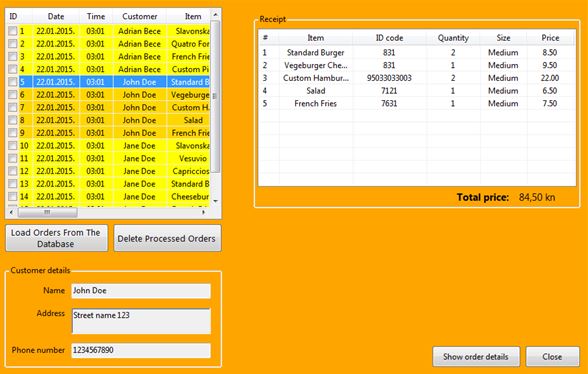 ID Date Time Customer Item
1 22.01.2015. 03:01 Adrian Bece Slavonska
2 22.01.2015. 03:01 Adrian Bece Quatro For
3 22.01.2015. 03:01 Adrian Bece French Frie
4 22.01.2015. 03:01 Adrian Bece Custom Pi
5 22.01.2015. 03:01 John Doe Standard B
6 22.01.2015. 03:01 John Doe Vegeburge
7 22.01.2015. 03:01 John Doe Custom H
8 22.01.2015. 03:01 John Doe Salad
9 22.01.2015. 03:01 John Doe French Frie
10 22.01.2015. 03:01 Jane Doe Slavonska
11 22.01.2015. 03:01 Jane Doe Vesuvio
12 22.01.2015. 03:01 Jane Doe Capriccios
13 22.01.2015. 03:01 Jane Doe Standard B
14 22.01.2015. 03:01 Jane Doe Cheesebur
Load Orders From The
Database
Delete Processed Orders
Customer details
Name John Doe
Address Street name 123
Phone number 1234567890
Receipt
# Item ID code Quantity Size Price
1 Standard Burger 831 2 Medium 8.50
2 Vegeburger Che... 831 1 Medium 9.50
3 Custom Hambur... 95033033003 2 Medium 22.00
4 Salad 7121 1 Medium 6.50
5 French Fries 7631 1 Medium 7.50
Total price: 84,50 kn
Show order details
Close